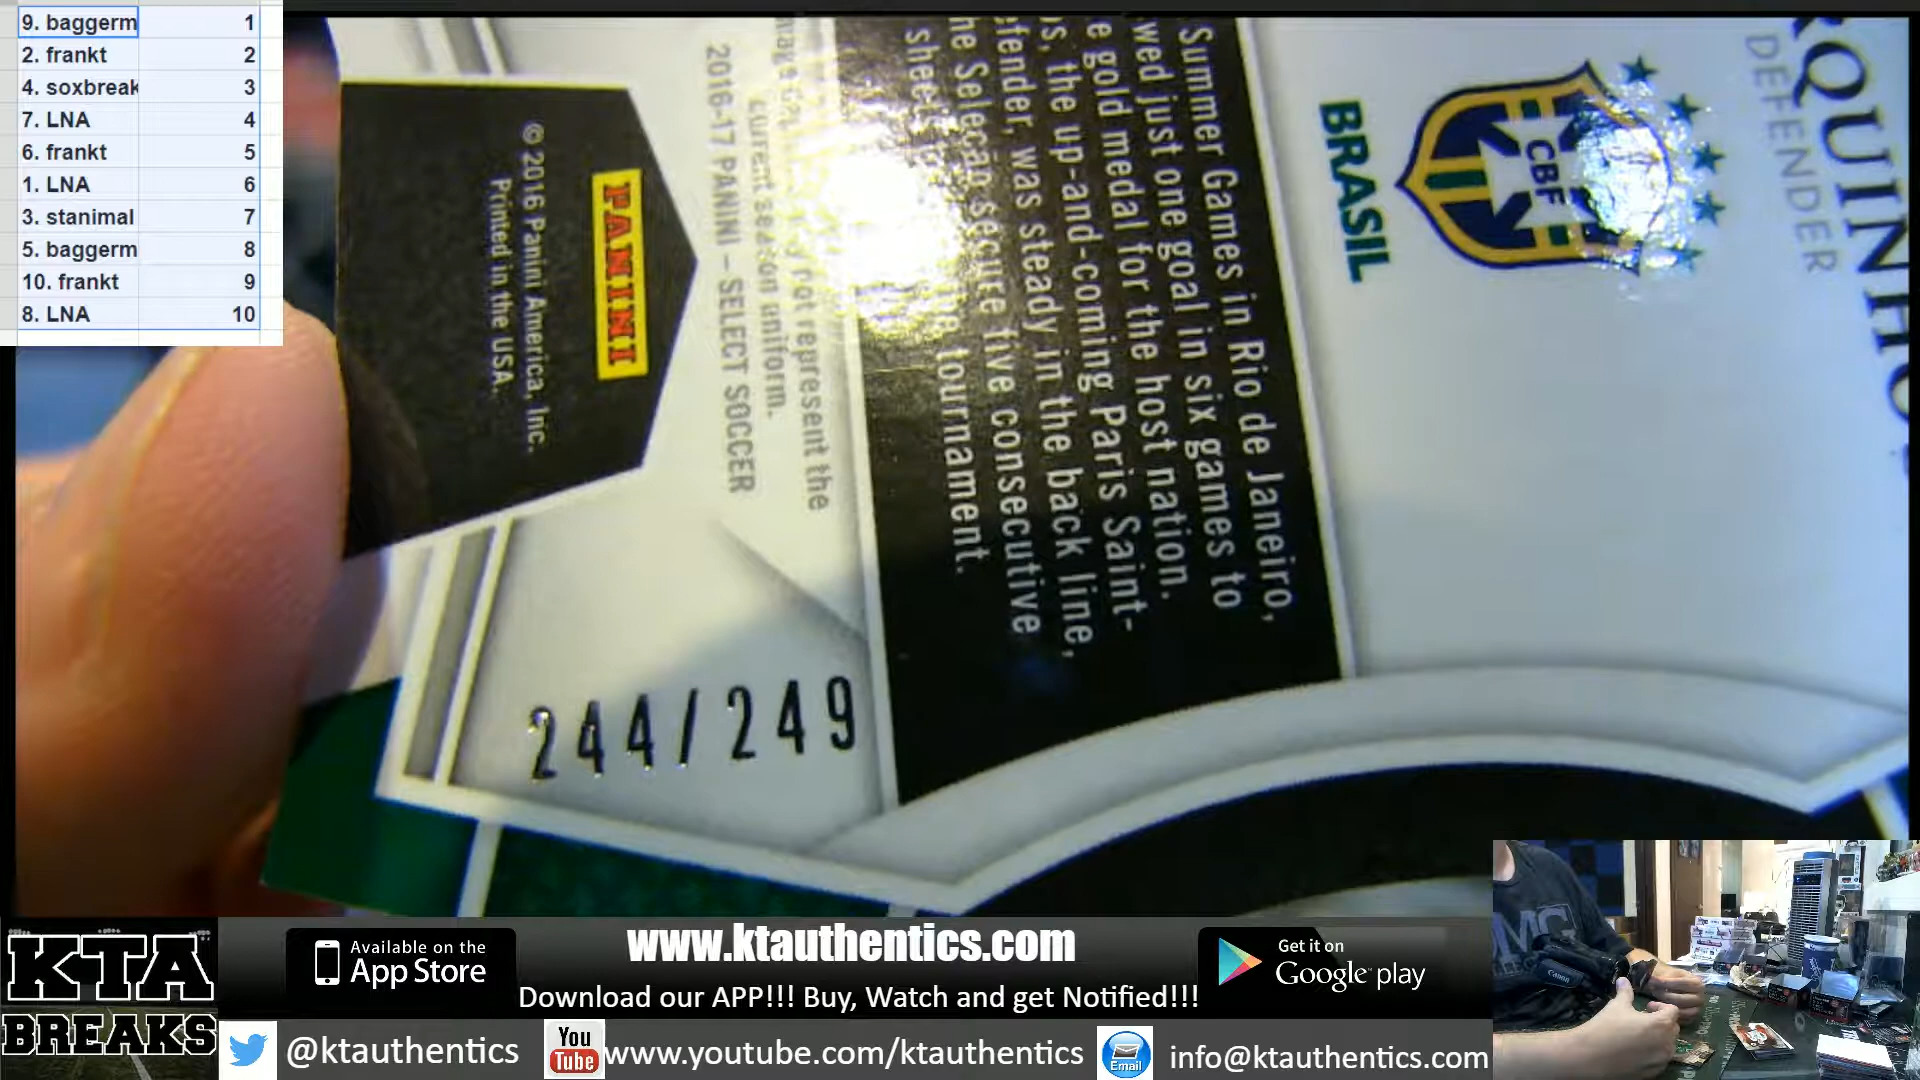 9. baggerm 1
2. frankt 2
4. soxbreak 3
7. LNA 4
6. frankt 5
1. LNA 6
3. stanimal 7
5. baggerm 8
10. frankt 9
8. LNA 10
RQUINHOS
DEFENDER
CBF
BRASIL
Summer Games in Rio de Janeiro,
wed just one goal in six games to
e gold medal for the host nation.
os, the up-and-coming Paris Saint-
efender, was steady in the back line,
he Selecao secure five consecutive
tournament.
not represent the
current season uniform.
2016-17 PANINI – SELECT SOCCER
PANINI
© 2016 Panini America, Inc.
Printed in the USA.
244/249
KTA
BREAKS
Available on the
App Store
www.ktauthentics.com
Download our APP!!! Buy, Watch and get Notified!!!
Get it on
Google play
@ktauthentics
You
Tube
www.youtube.com/ktauthentics
Email
info@ktauthentics.com